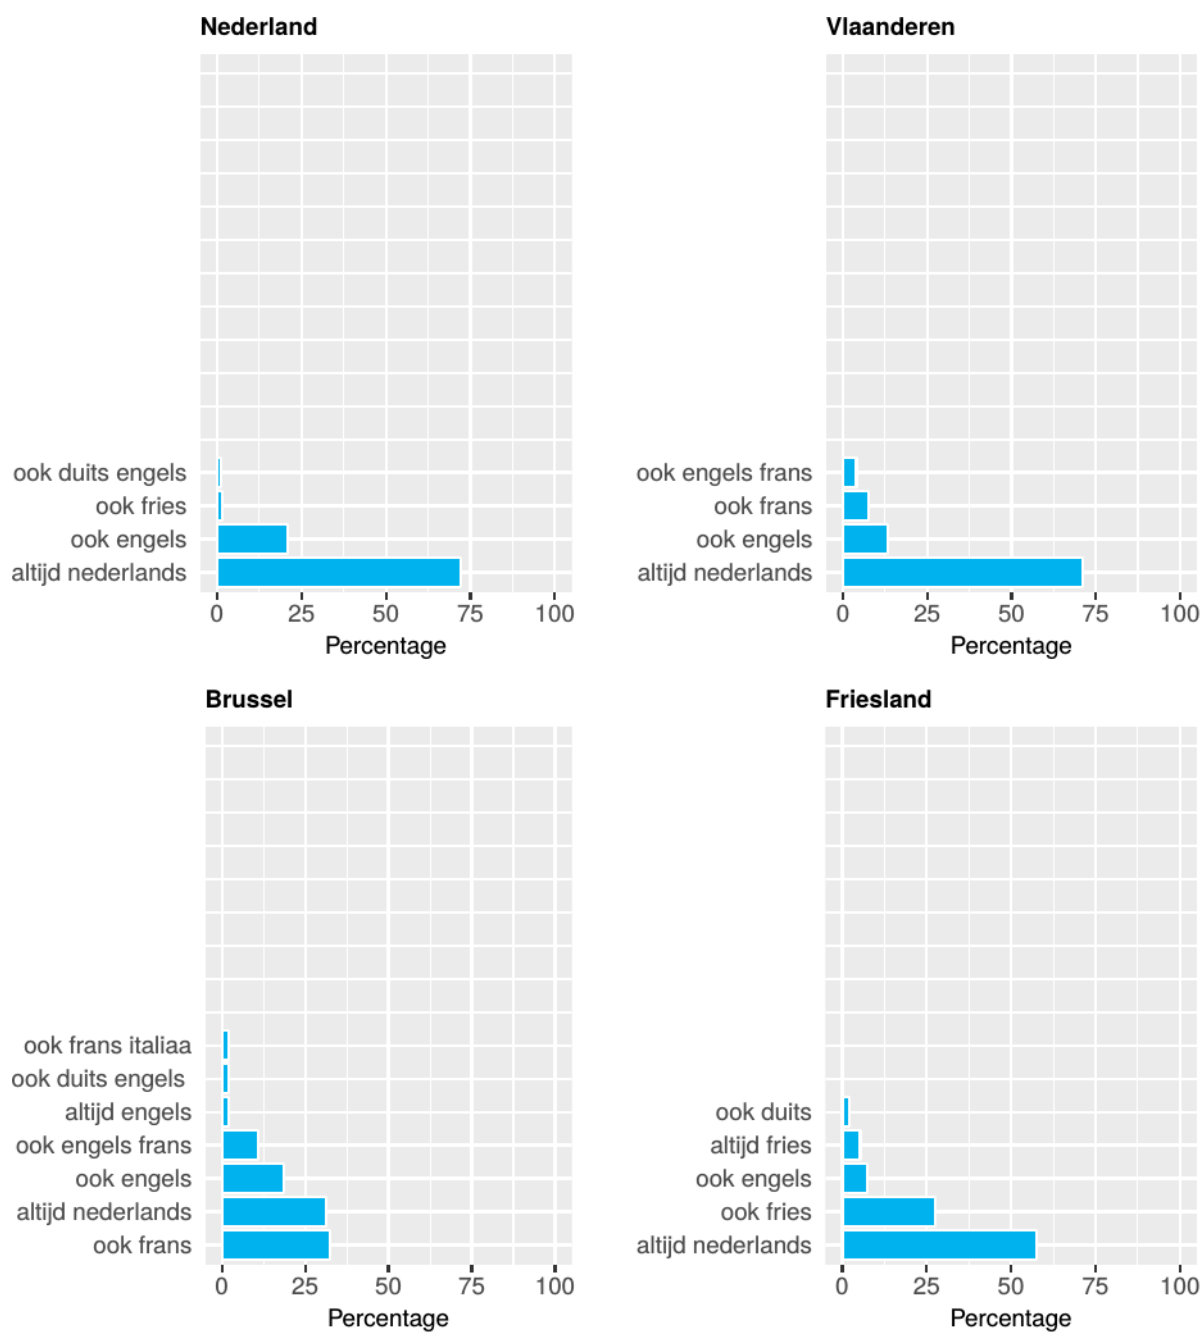 Nederland
ook duits engels
ook fries
ook engels
altijd nederlands
0 25 50 75 100
Percentage
Vlaanderen
ook engels frans
ook frans
ook engels
altijd nederlands
0 25 50 75 100
Percentage
Brussel
ook frans italiaa
ook duits engels
altijd engels
ook engels frans
ook engels
altijd nederlands
ook frans
0 25 50 75 100
Percentage
Friesland
ook duits
altijd fries
ook engels
ook fries
altijd nederlands
0 25 50 75 100
Percentage